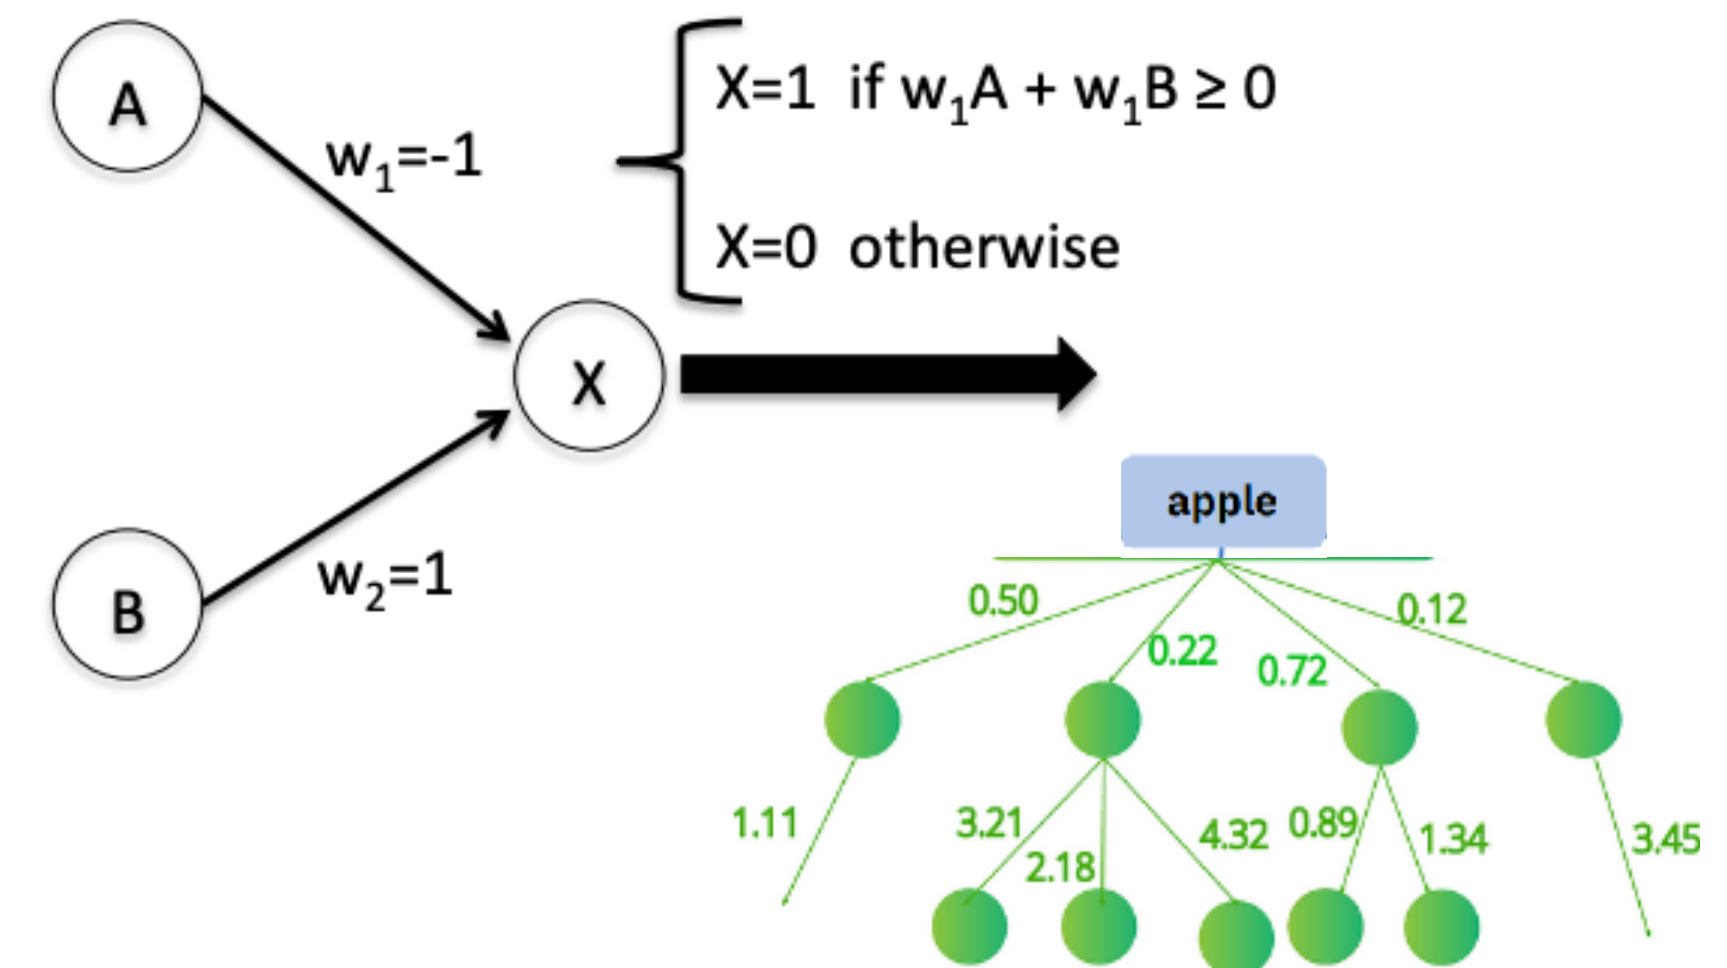 A
w₁=-1
X=1 if w₁A + w₁B ≥ 0
X=0 otherwise
X
B
w₂=1
apple
0.50
0.22
0.72
0.12
1.11
3.21
2.18
4.32
0.89
1.34
3.45